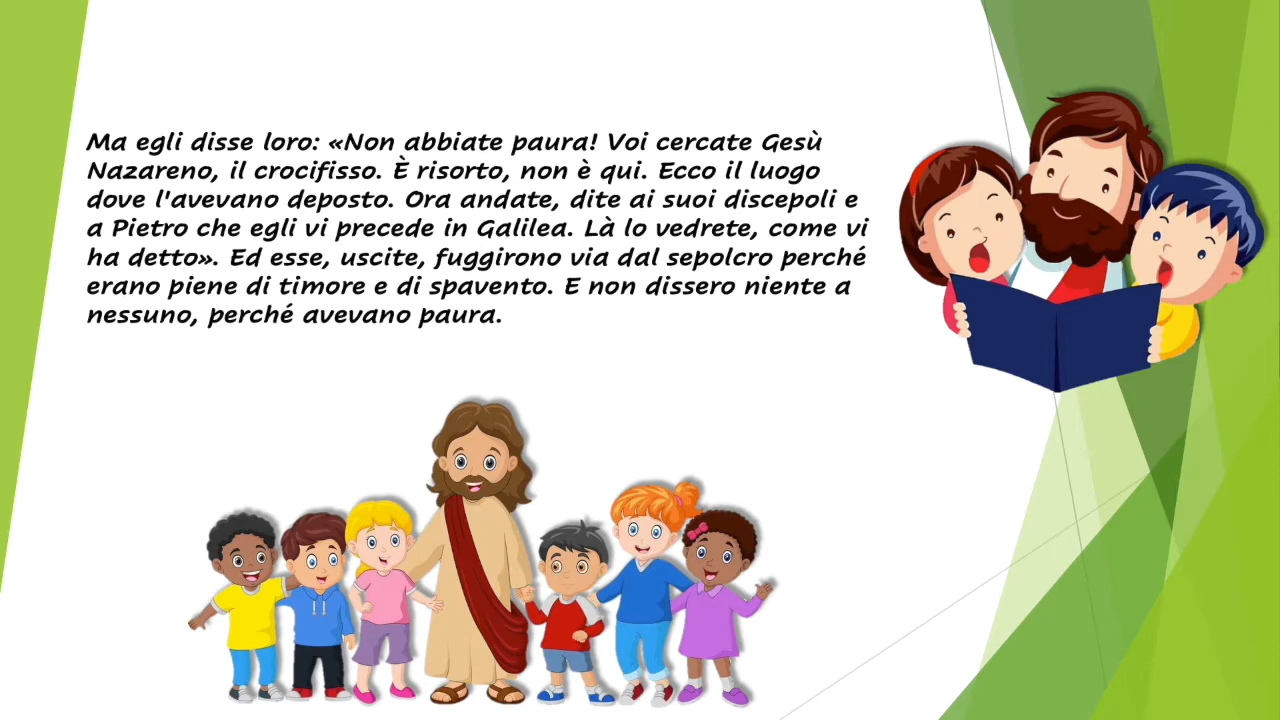 Ma egli disse loro: «Non abbiate paura! Voi cercate Gesù
Nazareno, il crocifisso. È risorto, non è qui. Ecco il luogo
dove l'avevano deposto. Ora andate, dite ai suoi discepoli e
a Pietro che egli vi precede in Galilea. Là lo vedrete, come vi
ha detto». Ed esse, uscite, fuggirono via dal sepolcro perché
erano piene di timore e di spavento. E non dissero niente a
nessuno, perché avevano paura.